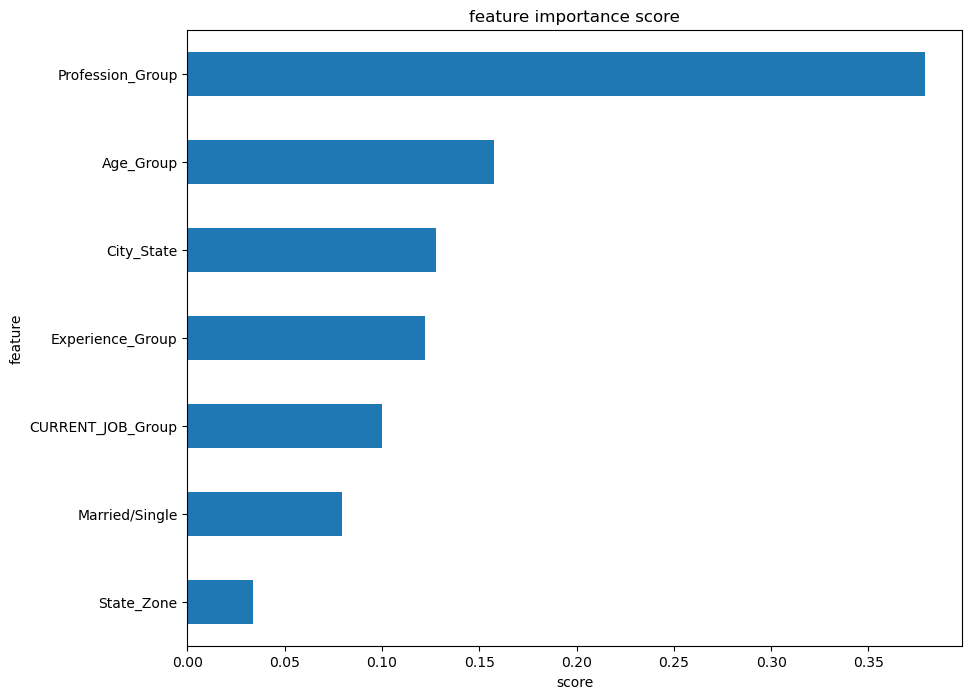 feature importance score
Profession_Group
Age_Group
City_State
Experience_Group
CURRENT_JOB_Group
Married/Single
State_Zone
feature
0.00 0.05 0.10 0.15 0.20 0.25 0.30 0.35
score